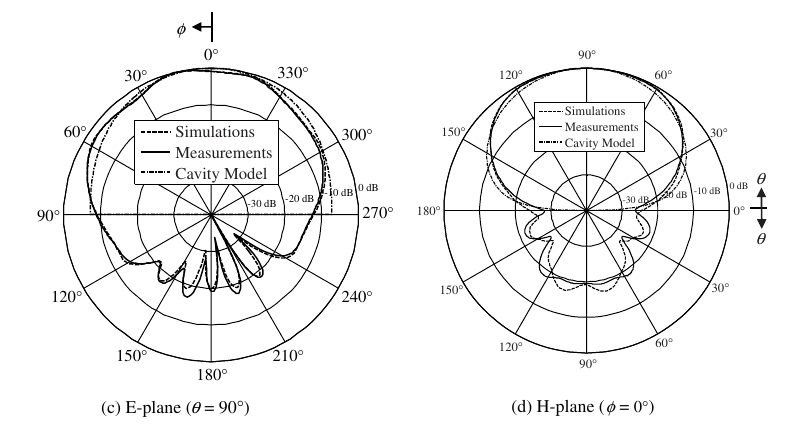 ϕ
0°
30°
330°
60°
300°
Simulations
Measurements
Cavity Model
-30 dB
-20 dB
-10 dB
0 dB
90°
270°
120°
240°
150°
210°
180°
(c) E-plane (θ = 90°)
90°
120°
60°
Simulations
Measurements
Cavity Model
150°
30°
-30 dB
-20 dB
-10 dB
0 dB
θ
180°
0°
θ
150°
30°
120°
60°
90°
(d) H-plane (ϕ = 0°)